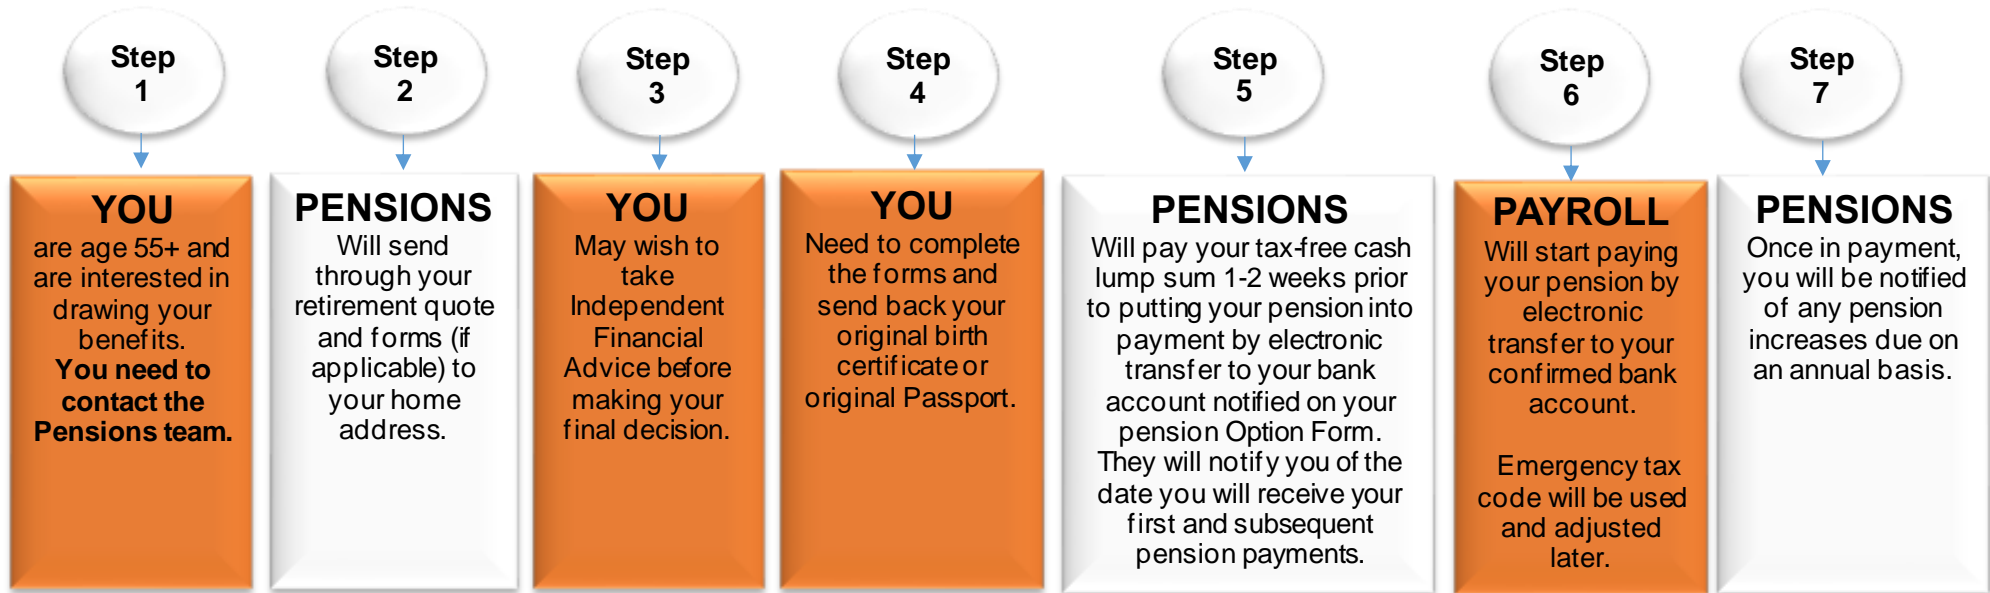 Step
1
YOU
are age 55+ and
are interested in
drawing your
benefits.
You need to
contact the
Pensions team.
Step
2
PENSIONS
Will send
through your
retirement quote
and forms (if
applicable) to
your home
address.
Step
3
YOU
May wish to
take
Independent
Financial
Advice before
making your
final decision.
Step
4
YOU
Need to complete
the forms and
send back your
original birth
certificate or
original Passport.
Step
5
PENSIONS
Will pay your tax-free cash
lump sum 1-2 weeks prior
to putting your pension into
payment by electronic
transfer to your bank
account notified on your
pension Option Form.
They will notify you of the
date you will receive your
first and subsequent
pension payments.
Step
6
PAYROLL
Will start paying
your pension by
electronic
transfer to your
confirmed bank
account.
Emergency tax
code will be used
and adjusted
later.
Step
7
PENSIONS
Once in payment,
you will be notified
of any pension
increases due on
an annual basis.